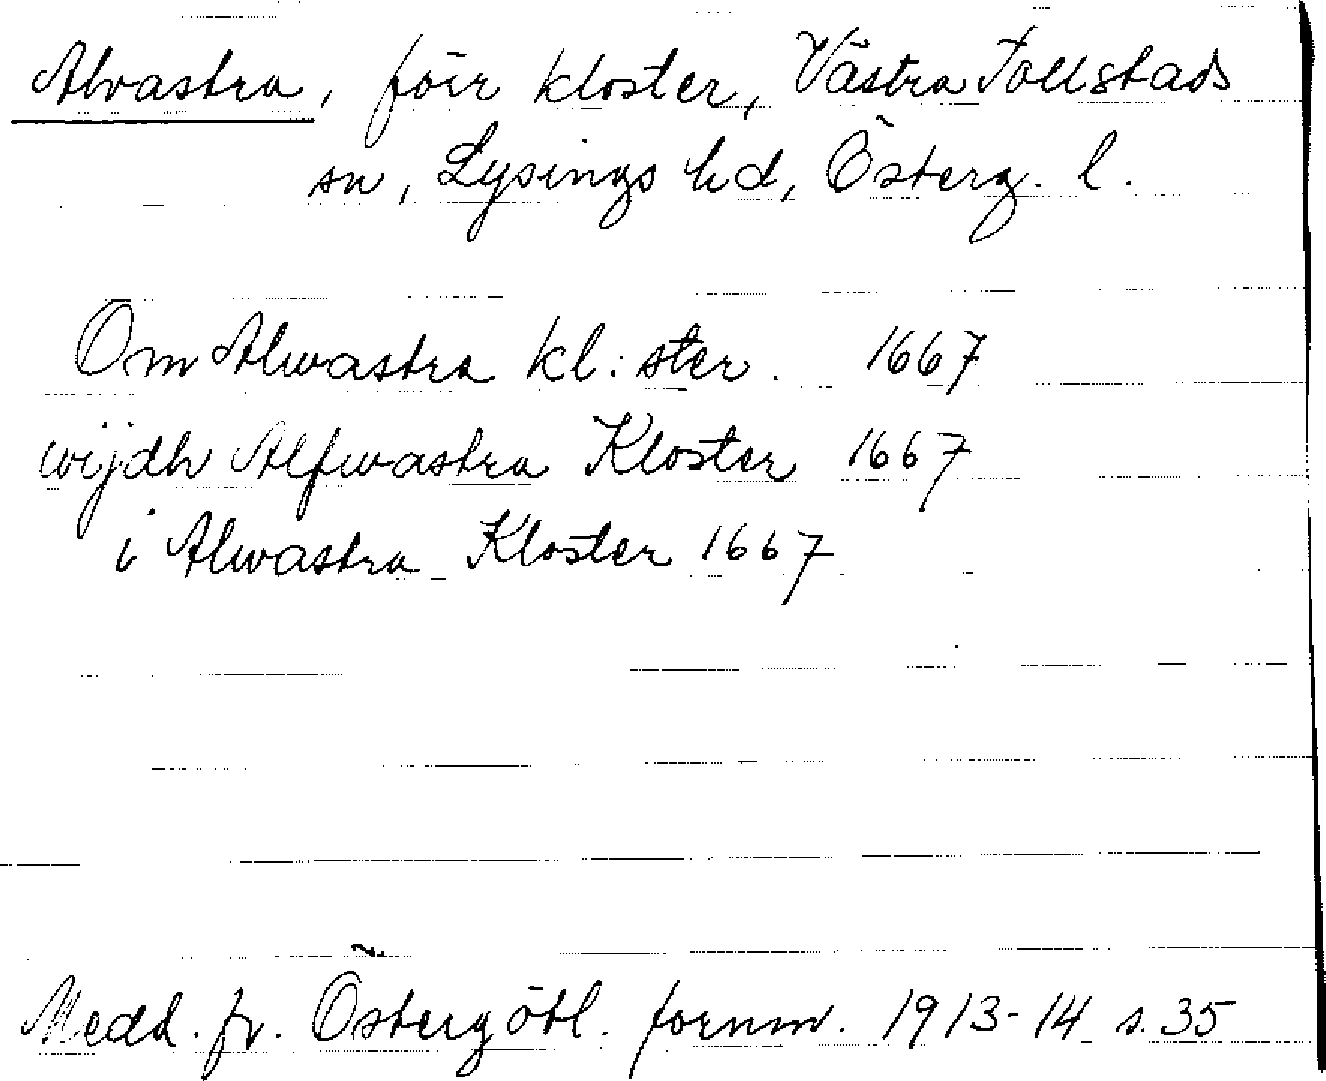 Alvastra, förr kloster, Västra Tollstads
sn, Lysings hd, Österg. l.
Om Alwastra kl:ster. 1667
wijdh Alfwastra Kloster 1667
i Alwastra Kloster 1667
Medd. fr. Östergötl. fornm. 1913-14 s. 35